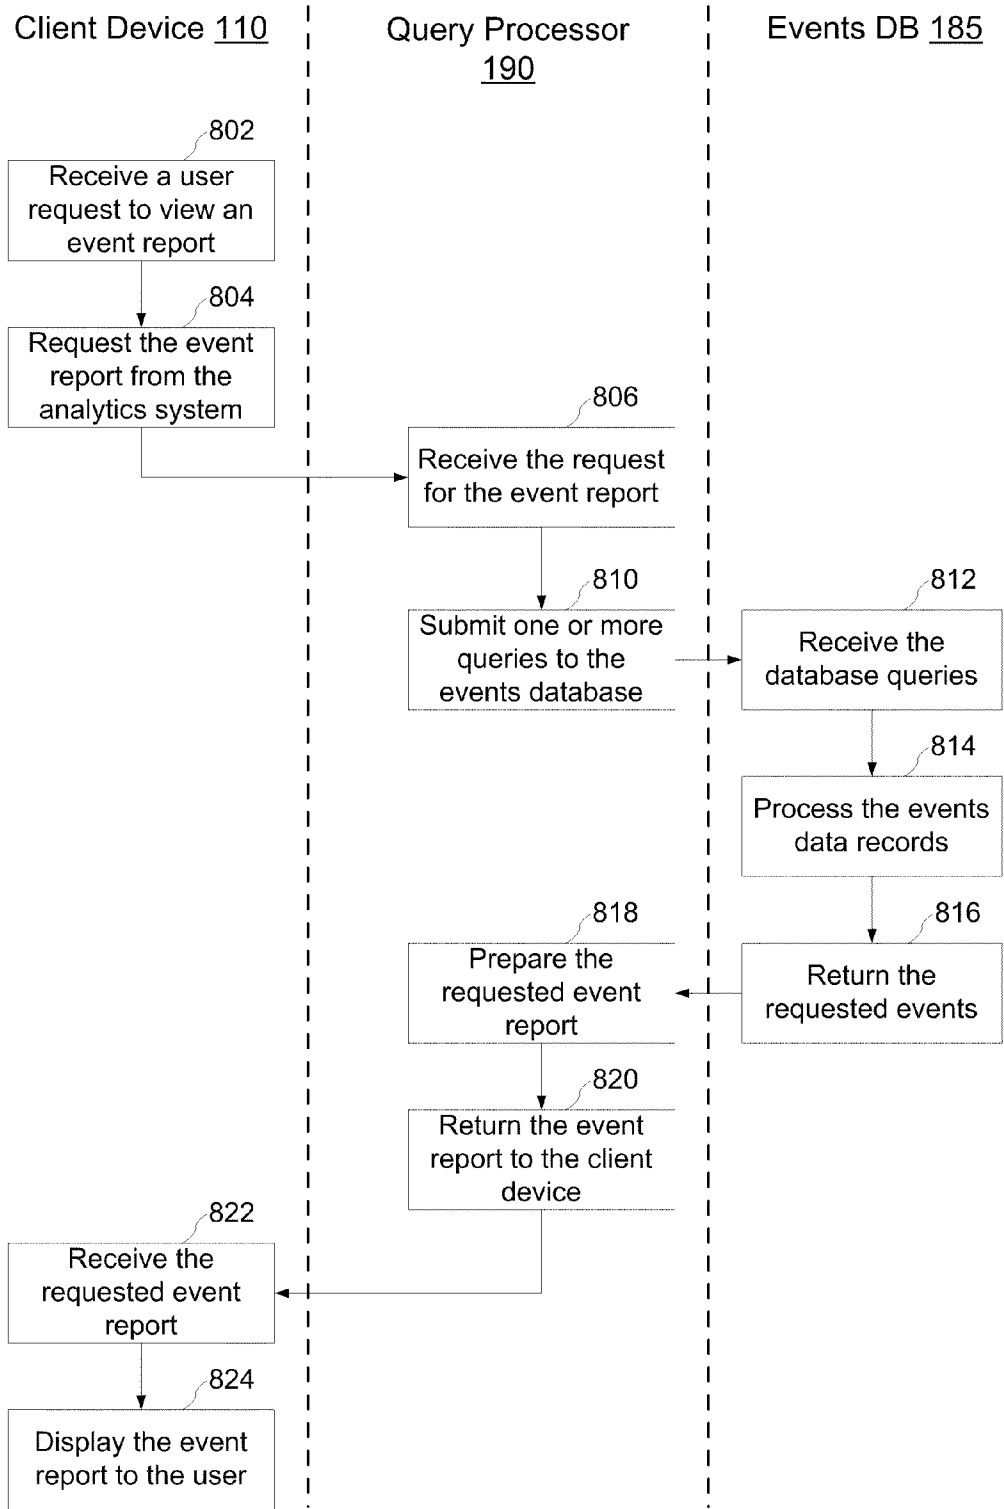 Client Device 110
Query Processor
190
Events DB 185
802
Receive a user
request to view an
event report
804
Request the event
report from the
analytics system
806
Receive the request
for the event report
810
Submit one or more
queries to the
events database
812
Receive the
database queries
814
Process the events
data records
816
Return the
requested events
818
Prepare the
requested event
report
820
Return the event
report to the client
device
822
Receive the
requested event
report
824
Display the event
report to the user